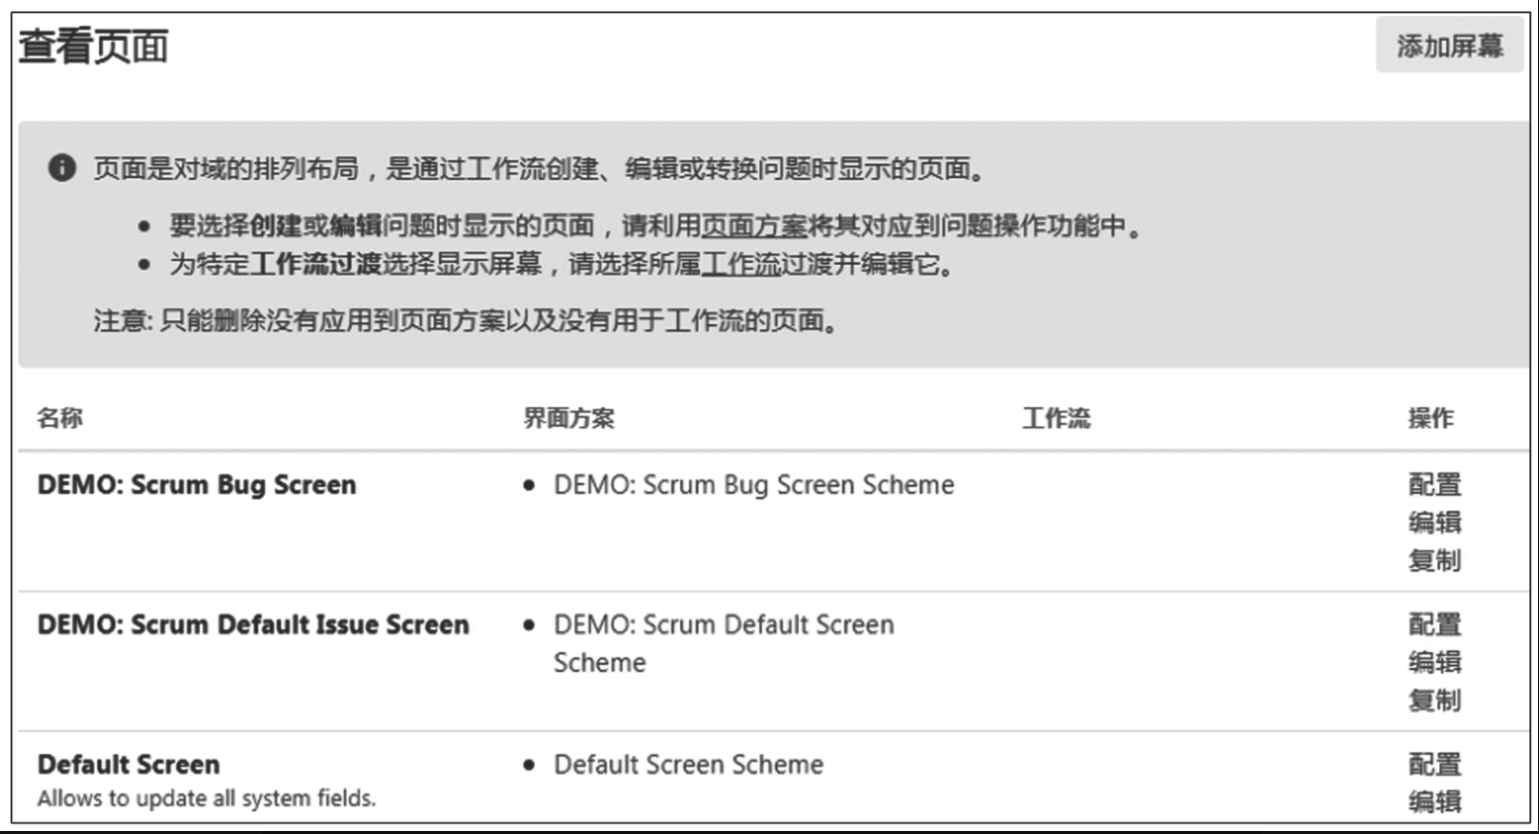 查看页面
添加屏幕
页面是对域的排列布局，是通过工作流创建、编辑或转换问题时显示的页面。
• 要选择创建或编辑问题时显示的页面，请利用页面方案将其对应到问题操作功能中。
• 为特定工作流过渡选择显示屏幕，请选择所属工作流过渡并编辑它。
注意: 只能删除没有应用到页面方案以及没有用于工作流的页面。
名称 界面方案 工作流 操作
DEMO: Scrum Bug Screen • DEMO: Scrum Bug Screen Scheme 配置
编辑
复制
DEMO: Scrum Default Issue Screen • DEMO: Scrum Default Screen 配置
Scheme 编辑
复制
Default Screen • Default Screen Scheme 配置
Allows to update all system fields. 编辑